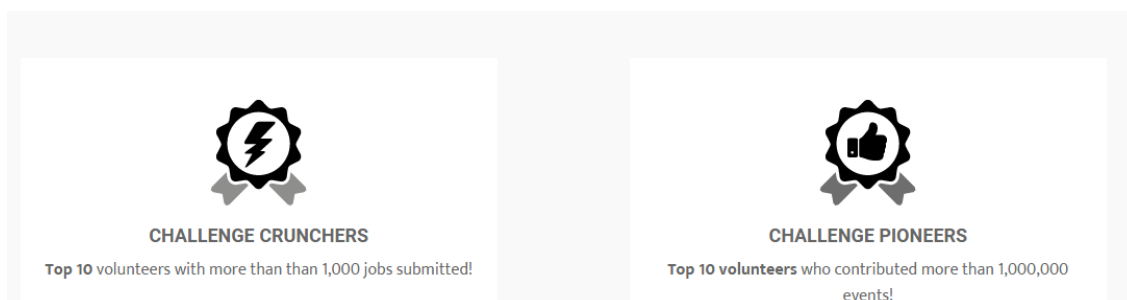 CHALLENGE CRUNCHERS
Top 10 volunteers with more than than 1,000 jobs submitted!
CHALLENGE PIONEERS
Top 10 volunteers who contributed more than 1,000,000
events!